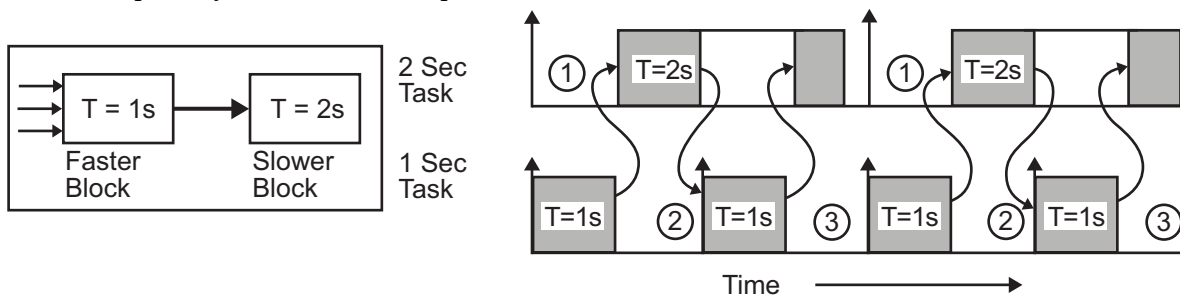 T = 1s
T = 2s
Faster
Block
Slower
Block
2 Sec
Task
1 Sec
Task
1
T=2s
1
T=2s
T=1s
2
T=1s
3
T=1s
2
T=1s
3
Time